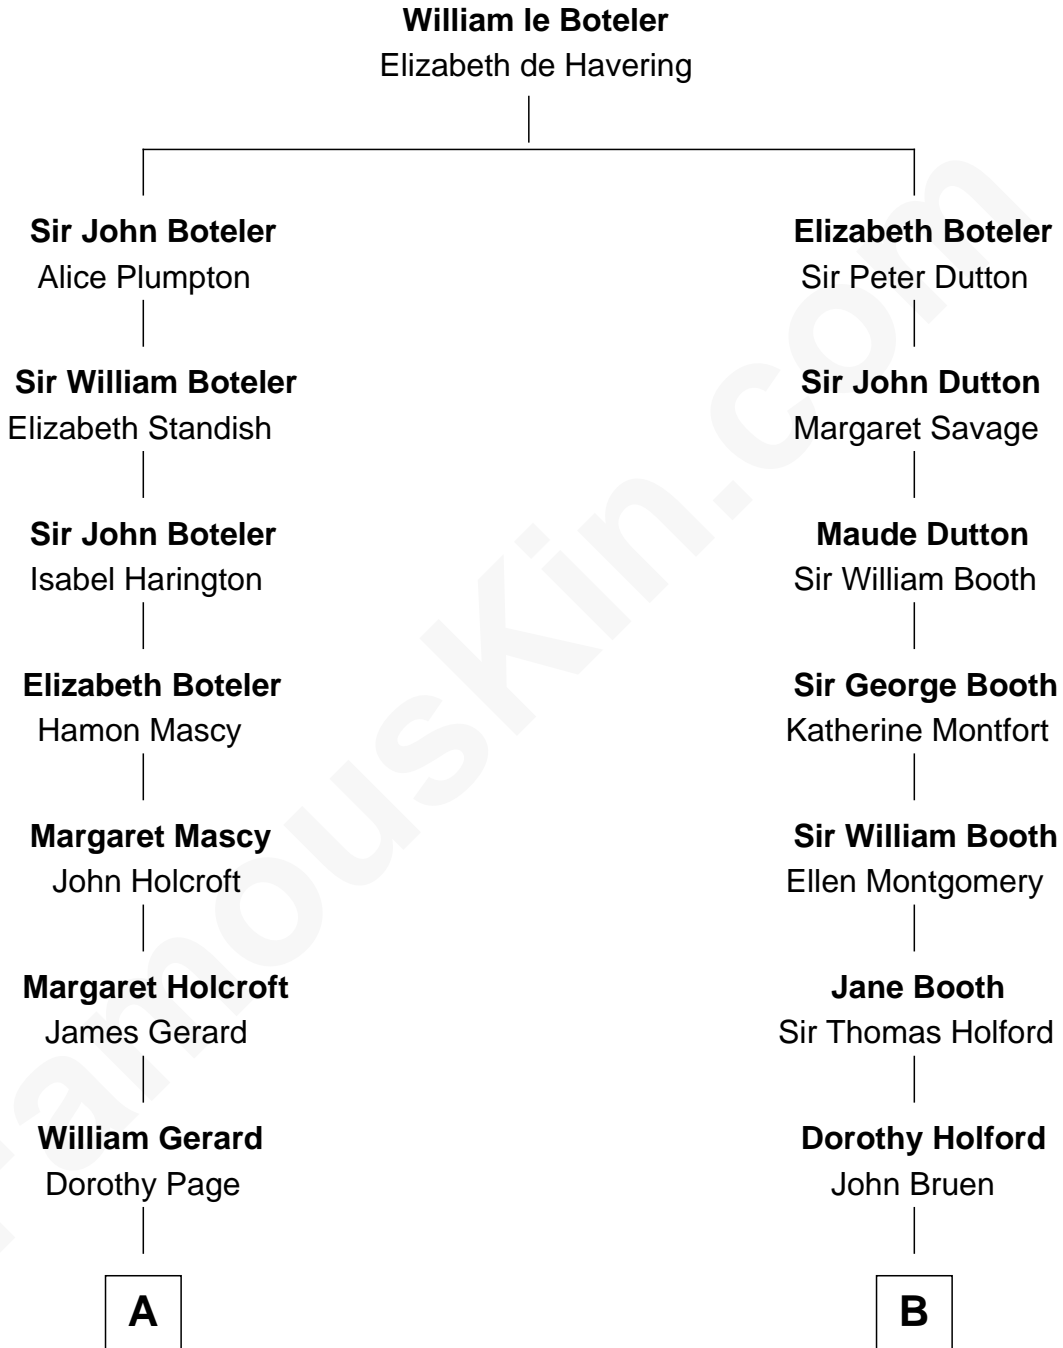 William le Boteler
Elizabeth de Havering
Sir John Boteler
Alice Plumpton
Elizabeth Boteler
Sir Peter Dutton
Sir William Boteler
Elizabeth Standish
Sir John Dutton
Margaret Savage
Sir John Boteler
Isabel Harington
Maude Dutton
Sir William Booth
Elizabeth Boteler
Hamon Mascy
Sir George Booth
Katherine Montfort
Margaret Mascy
John Holcroft
Sir William Booth
Ellen Montgomery
Margaret Holcroft
James Gerard
Jane Booth
Sir Thomas Holford
William Gerard
Dorothy Page
Dorothy Holford
John Bruen
A
B
FamousKin.com